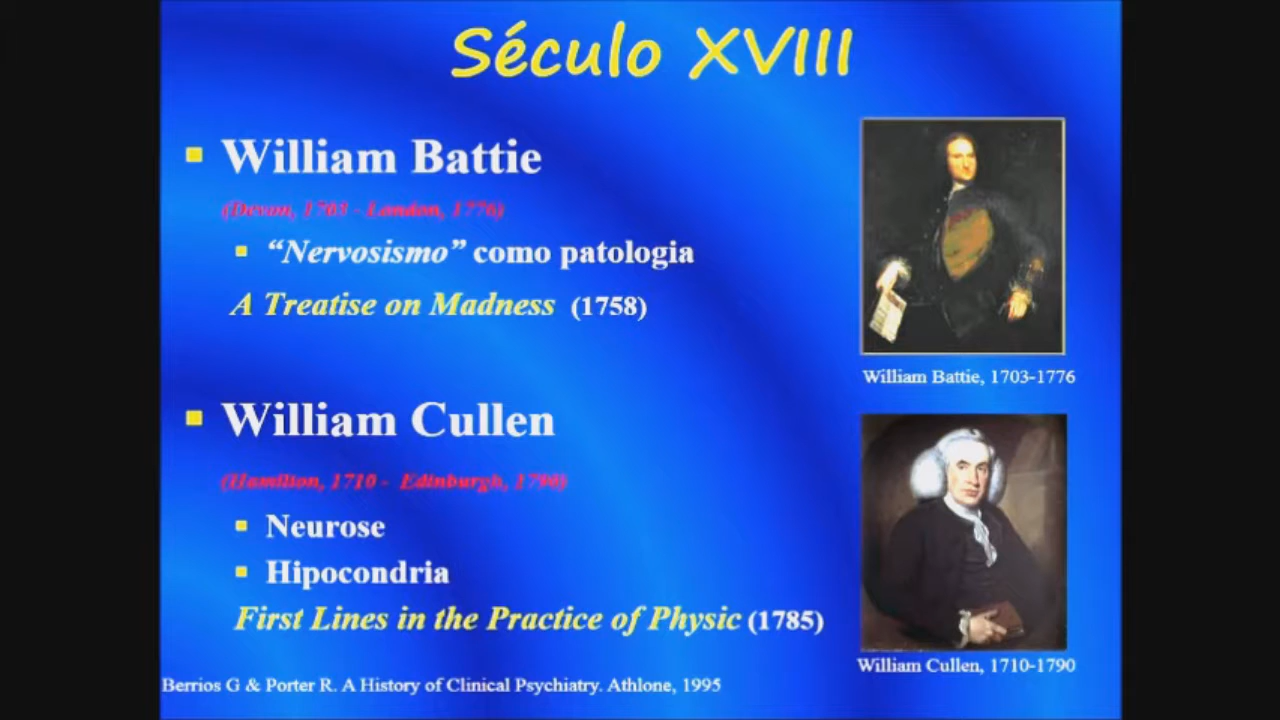 Século XVIII
William Battie
(Devon, 1703 - London, 1776)
“Nervosismo” como patologia
A Treatise on Madness (1758)
William Battie, 1703-1776
William Cullen
(Hamilton, 1710 - Edinburgh, 1790)
Neurose
Hipocondria
First Lines in the Practice of Physic (1785)
William Cullen, 1710-1790
Berrios G & Porter R. A History of Clinical Psychiatry. Athlone, 1995